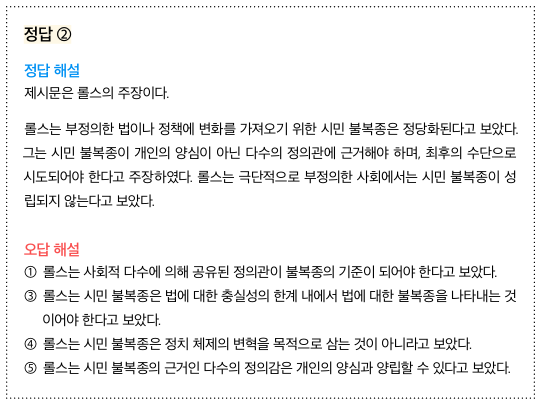 정답 ②
정답 해설
제시문은 롤스의 주장이다.
롤스는 부정의한 법이나 정책에 변화를 가져오기 위한 시민 불복종은 정당화된다고 보았다.
그는 시민 불복종이 개인의 양심이 아닌 다수의 정의관에 근거해야 하며, 최후의 수단으로
시도되어야 한다고 주장하였다. 롤스는 극단적으로 부정의한 사회에서는 시민 불복종이 성
립되지 않는다고 보았다.
오답 해설
① 롤스는 사회적 다수에 의해 공유된 정의관이 불복종의 기준이 되어야 한다고 보았다.
③ 롤스는 시민 불복종은 법에 대한 충실성의 한계 내에서 법에 대한 불복종을 나타내는 것
이어야 한다고 보았다.
④ 롤스는 시민 불복종은 정치 체제의 변혁을 목적으로 삼는 것이 아니라고 보았다.
⑤ 롤스는 시민 불복종의 근거인 다수의 정의감은 개인의 양심과 양립할 수 있다고 보았다.